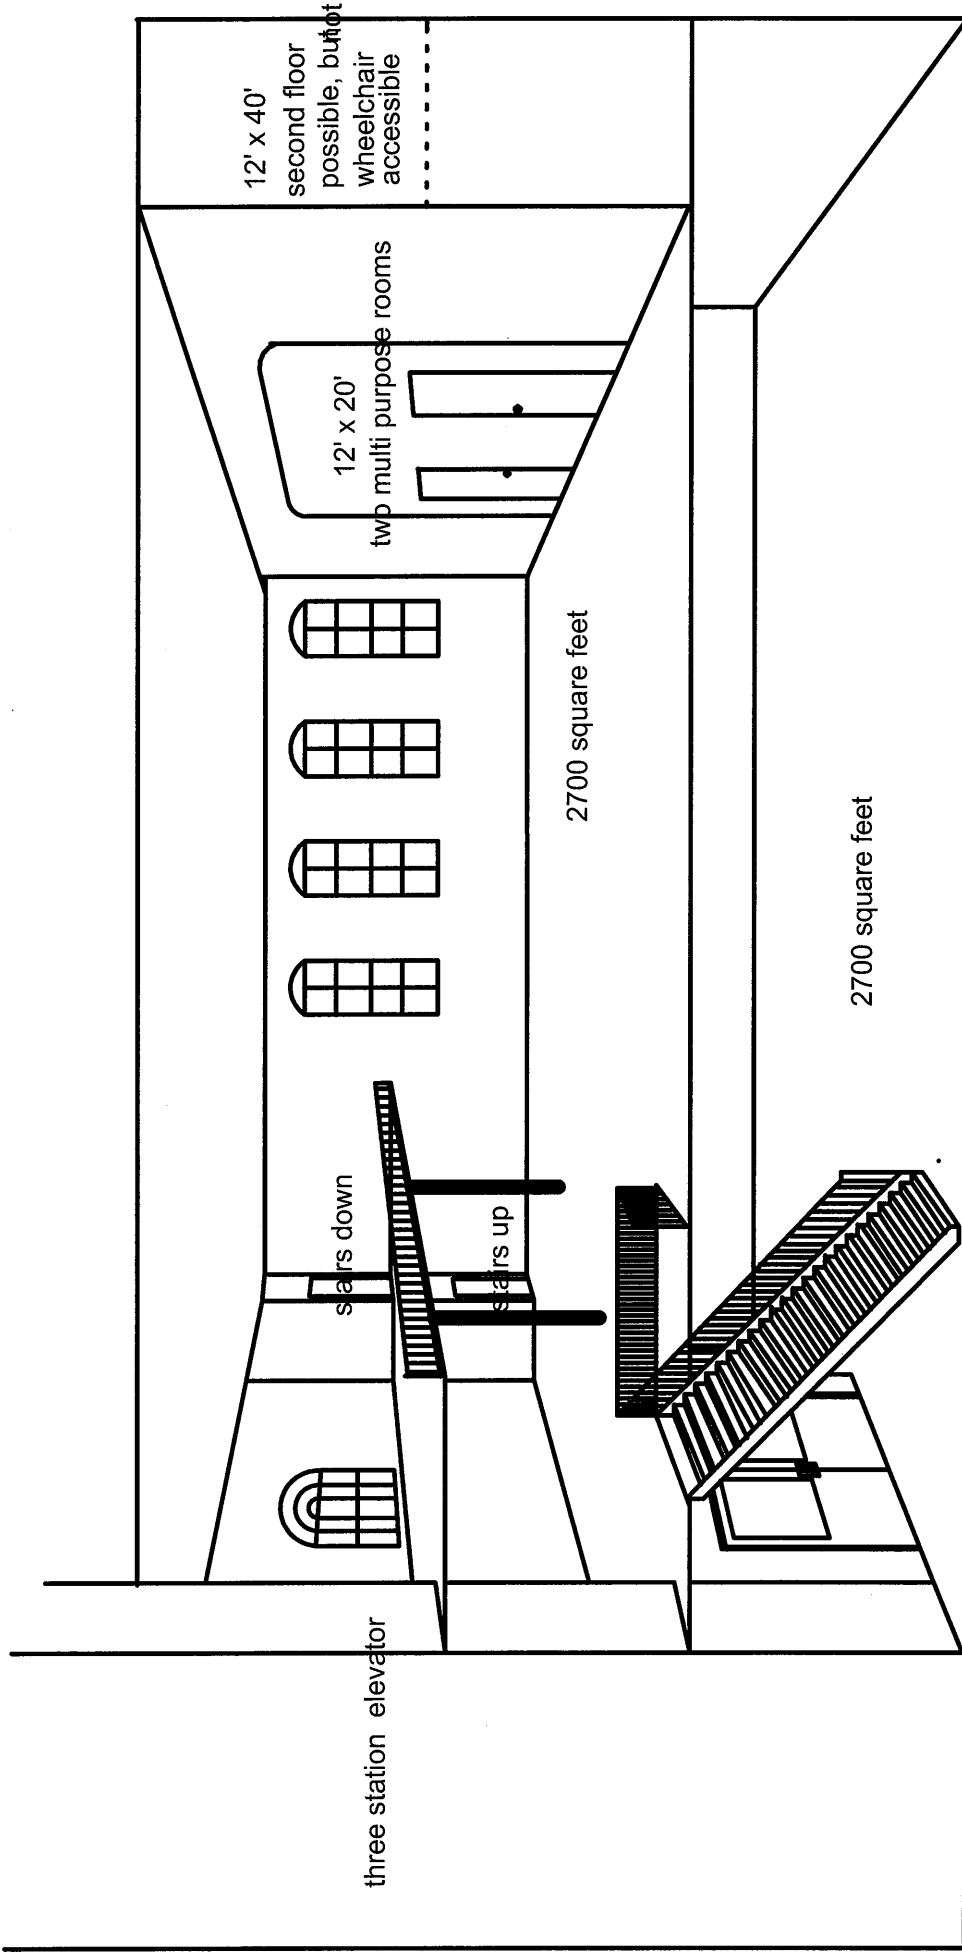 12' x 40'
second floor
possible, but not
wheelchair
accessible
12' x 20'
two multi purpose rooms
2700 square feet
2700 square feet
stairs down
stairs up
three station elevator